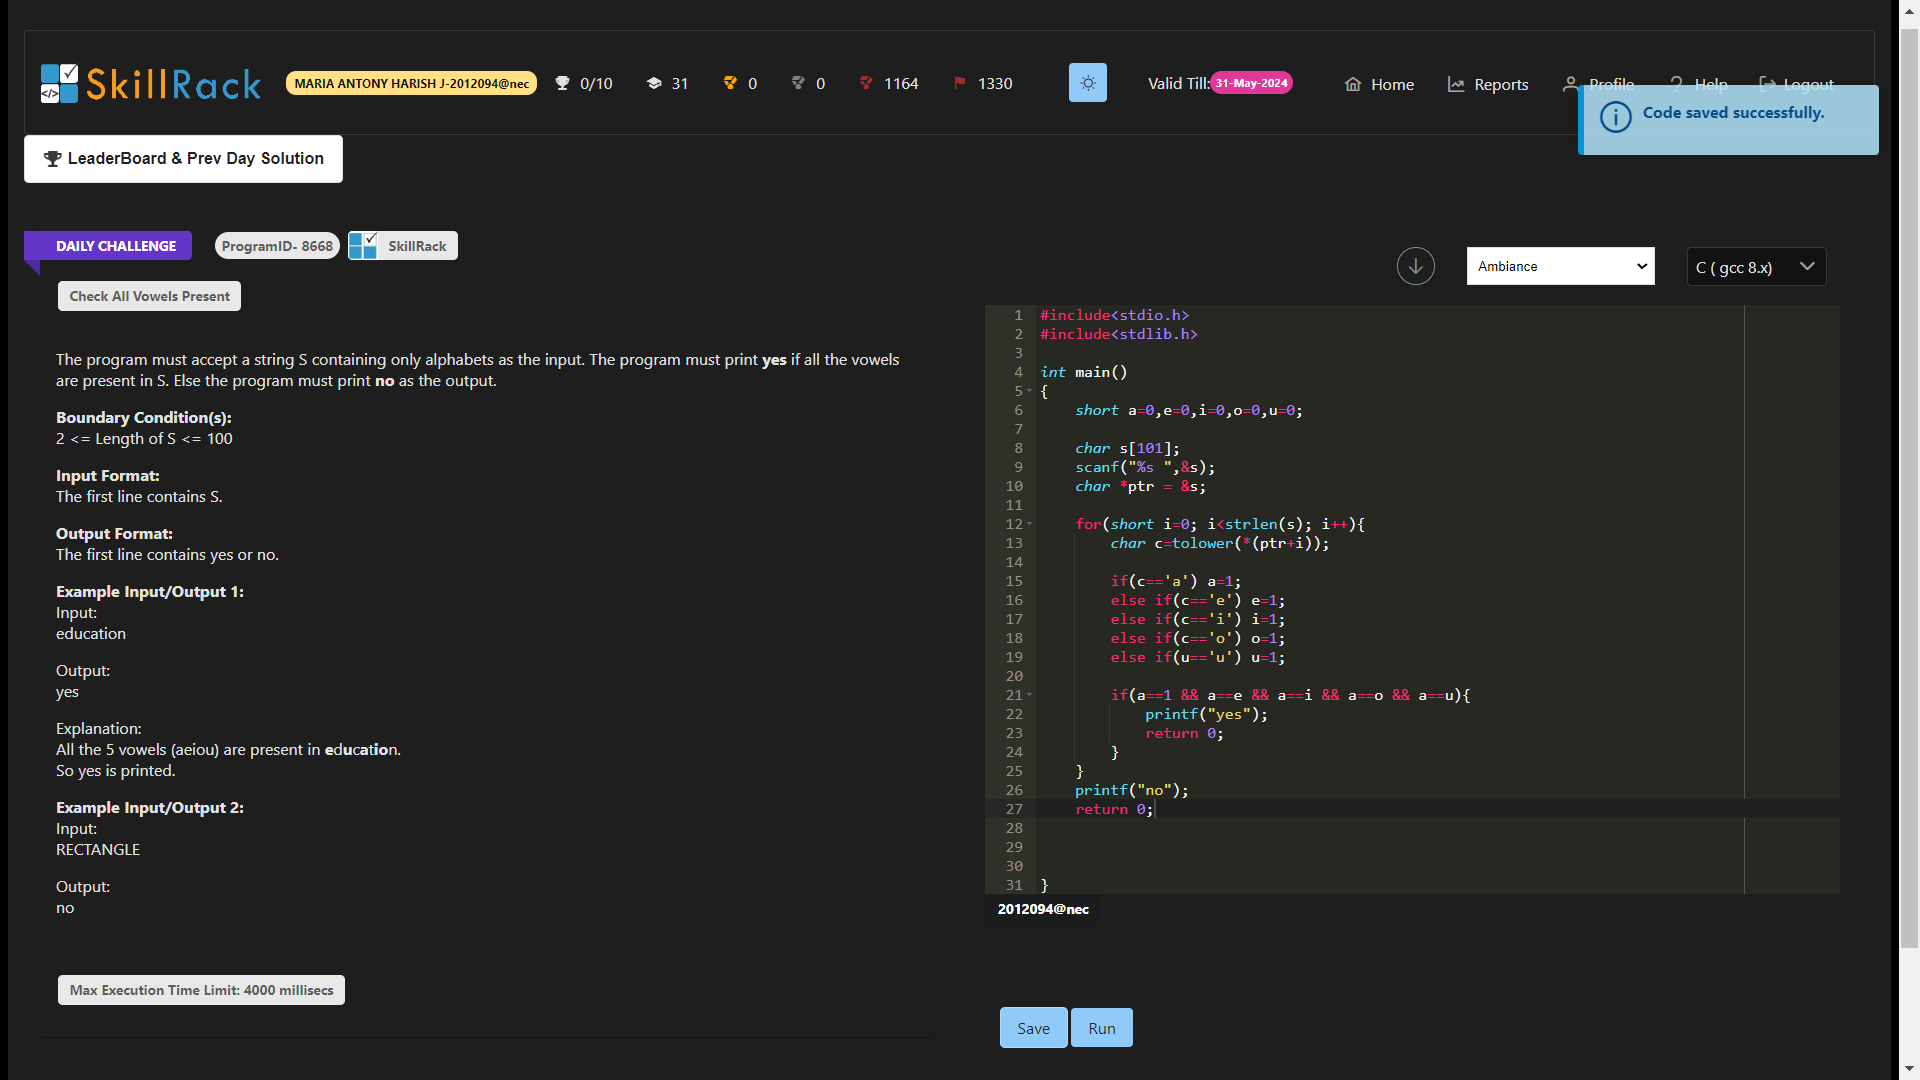 SkillRack
MARIA ANTONY HARISH J-2012094@nec
0/10
31
0
0
1164
1330
Valid Till: 31-May-2024
Home
Reports
Profile
Help
Logout
Code saved successfully.
LeaderBoard & Prev Day Solution
DAILY CHALLENGE
ProgramID- 8668
SkillRack
Check All Vowels Present
The program must accept a string S containing only alphabets as the input. The program must print yes if all the vowels
are present in S. Else the program must print no as the output.
Boundary Condition(s):
2 <= Length of S <= 100
Input Format:
The first line contains S.
Output Format:
The first line contains yes or no.
Example Input/Output 1:
Input:
education
Output:
yes
Explanation:
All the 5 vowels (aeiou) are present in education.
So yes is printed.
Example Input/Output 2:
Input:
RECTANGLE
Output:
no
Max Execution Time Limit: 4000 millisecs
Ambiance
C ( gcc 8.x)
1 #include<stdio.h>
2 #include<stdlib.h>
3
4 int main()
5 {
6 short a=0,e=0,i=0,o=0,u=0;
7
8 char s[101];
9 scanf("%s ",&s);
10 char *ptr = &s;
11
12 for(short i=0; i<strlen(s); i++){
13 char c=tolower(*(ptr+i));
14
15 if(c=='a') a=1;
16 else if(c=='e') e=1;
17 else if(c=='i') i=1;
18 else if(c=='o') o=1;
19 else if(u=='u') u=1;
20
21 if(a==1 && a==e && a==i && a==o && a==u){
22 printf("yes");
23 return 0;
24 }
25 }
26 printf("no");
27 return 0;
28
29
30
31 }
2012094@nec
Save
Run